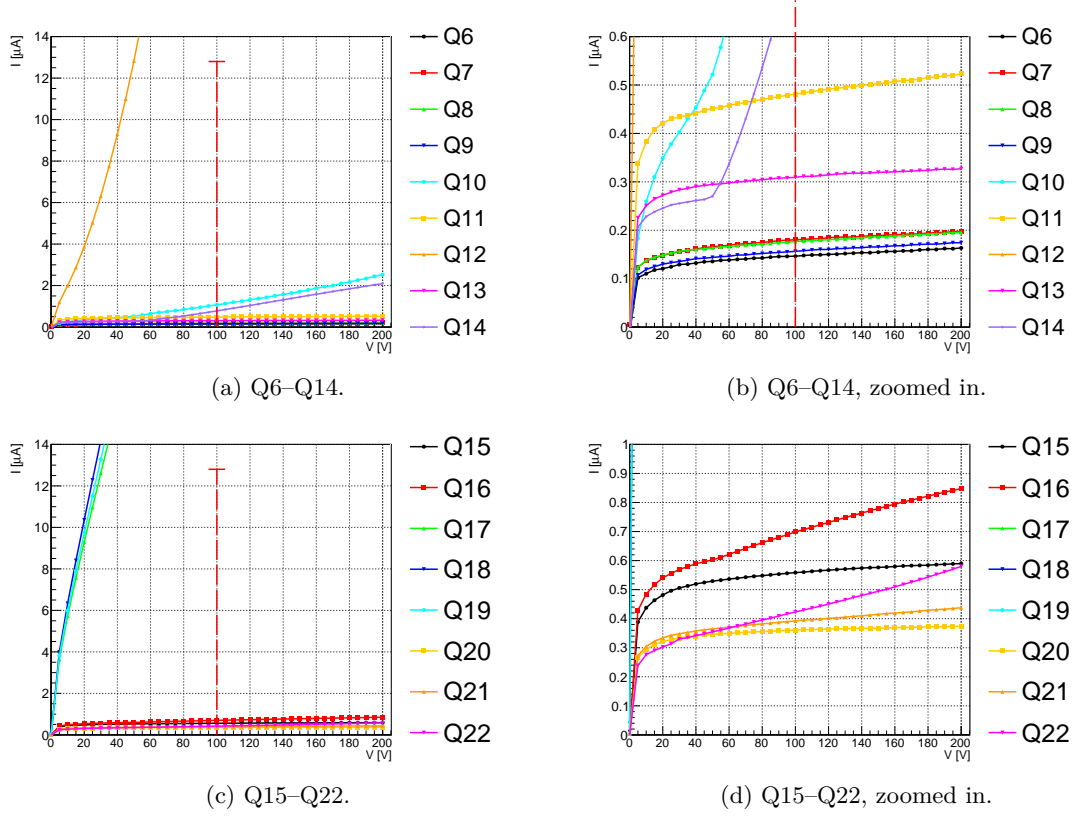 I [µA]
14
12
10
8
6
4
2
0
0 20 40 60 80 100 120 140 160 180 200
V [V]
Q6
Q7
Q8
Q9
Q10
Q11
Q12
Q13
Q14
(a) Q6–Q14.
I [µA]
0.6
0.5
0.4
0.3
0.2
0.1
0
0 20 40 60 80 100 120 140 160 180 200
V [V]
Q6
Q7
Q8
Q9
Q10
Q11
Q12
Q13
Q14
(b) Q6–Q14, zoomed in.
I [µA]
14
12
10
8
6
4
2
0
0 20 40 60 80 100 120 140 160 180 200
V [V]
Q15
Q16
Q17
Q18
Q19
Q20
Q21
Q22
(c) Q15–Q22.
I [µA]
1
0.9
0.8
0.7
0.6
0.5
0.4
0.3
0.2
0.1
0
0 20 40 60 80 100 120 140 160 180 200
V [V]
Q15
Q16
Q17
Q18
Q19
Q20
Q21
Q22
(d) Q15–Q22, zoomed in.